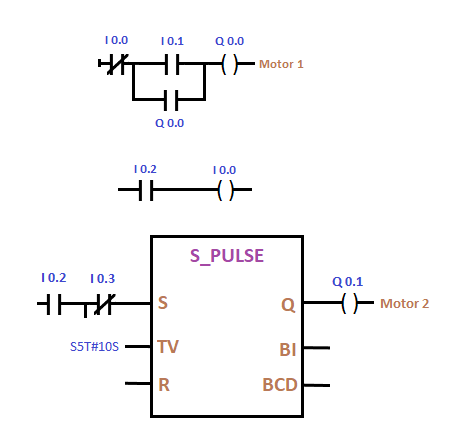 I 0.0 I 0.1 Q 0.0
Motor 1
Q 0.0
I 0.2 I 0.0
S_PULSE
I 0.2 I 0.3 Q 0.1
S Q Motor 2
S5T#10S TV BI
R BCD